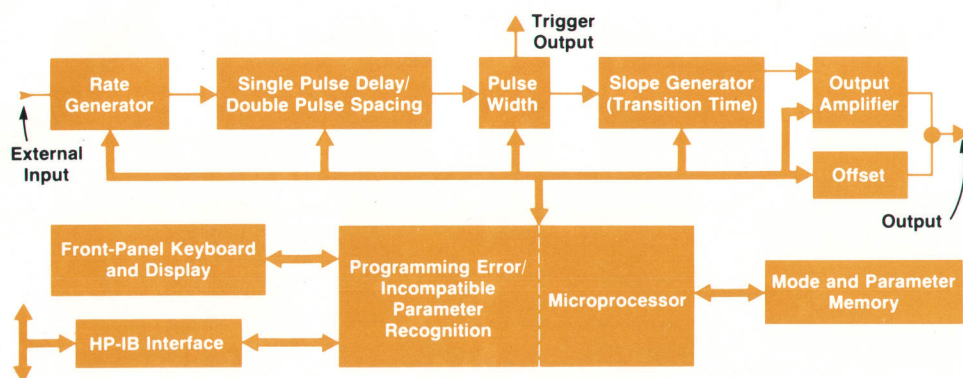 Trigger
Output
Rate
Generator
Single Pulse Delay/
Double Pulse Spacing
Pulse
Width
Slope Generator
(Transition Time)
Output
Amplifier
External
Input
Offset
Output
Front-Panel Keyboard
and Display
Programming Error/
Incompatible
Parameter
Recognition
Microprocessor
Mode and Parameter
Memory
HP-IB Interface